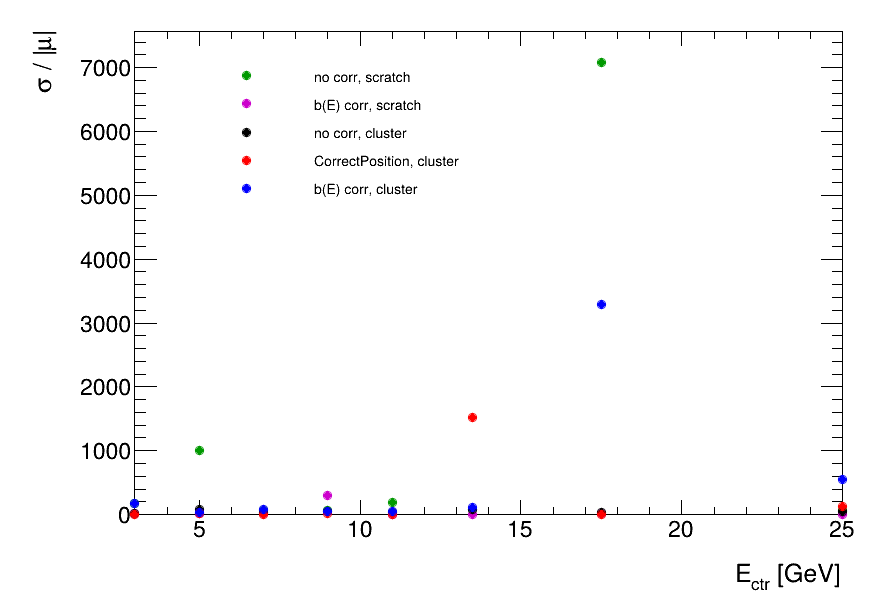 σ / |μ|
7000
6000
5000
4000
3000
2000
1000
0
no corr, scratch
b(E) corr, scratch
no corr, cluster
CorrectPosition, cluster
b(E) corr, cluster
5 10 15 20 25
E_ctr [GeV]